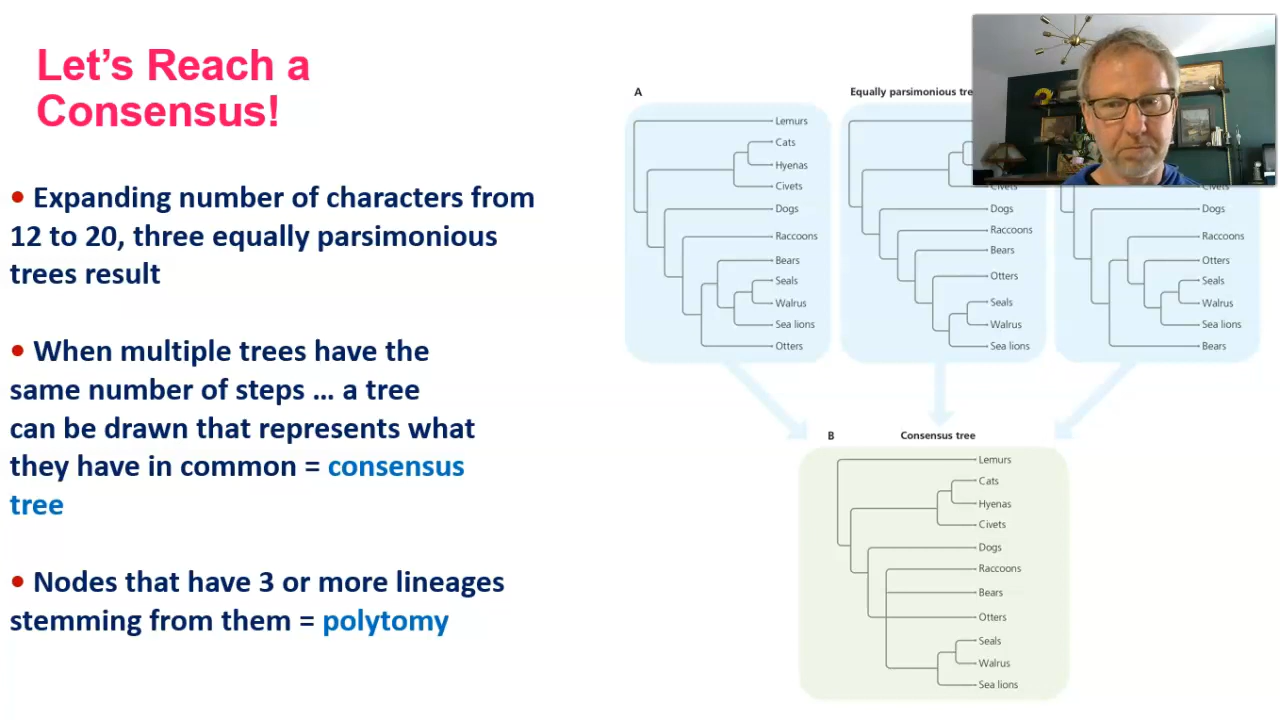 Let’s Reach a
Consensus!
• Expanding number of characters from
12 to 20, three equally parsimonious
trees result
• When multiple trees have the
same number of steps … a tree
can be drawn that represents what
they have in common = consensus
tree
• Nodes that have 3 or more lineages
stemming from them = polytomy
A
Equally parsimonious
Lemurs
Cats
Hyenas
Civets
Dogs
Raccoons
Bears
Seals
Walrus
Sea lions
Otters
Civets
Dogs
Raccoons
Bears
Otters
Seals
Walrus
Sea lions
Civets
Dogs
Raccoons
Otters
Seals
Walrus
Sea lions
Bears
B
Consensus tree
Lemurs
Cats
Hyenas
Civets
Dogs
Raccoons
Bears
Otters
Seals
Walrus
Sea lions